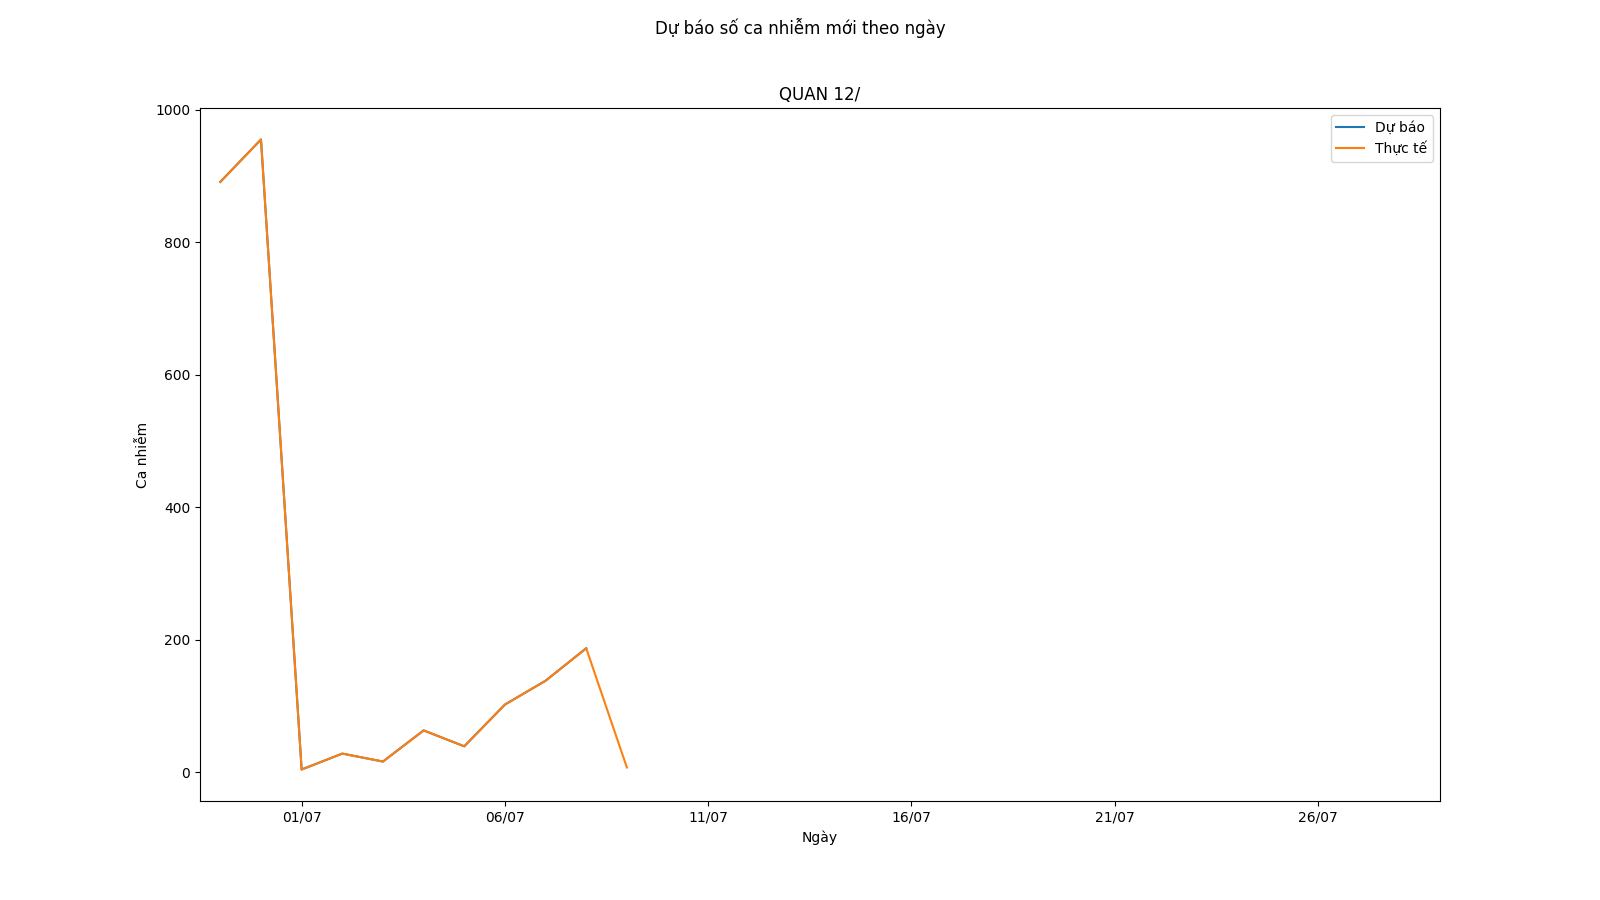 Dự báo số ca nhiễm mới theo ngày
QUAN 12/
1000
800
600
400
200
0
Ca nhiễm
Dự báo
Thực tế
01/07
06/07
11/07
16/07
21/07
26/07
Ngày